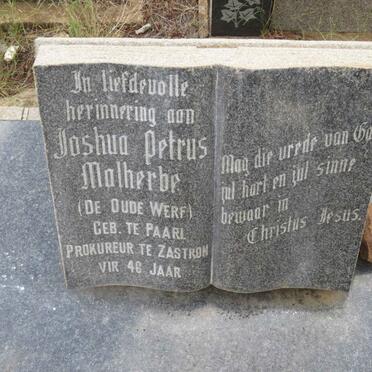 In liefdevolle
herinnering aan
Joshua Petrus
Malherbe
(DE OUDE WERF)
GEB. TE PAARL
PROKUREUR TE ZASTRON
VIR 46 JAAR
Mag die vrede van Go
jul hart en jul sinne
bewaar in
Christus Jesus.